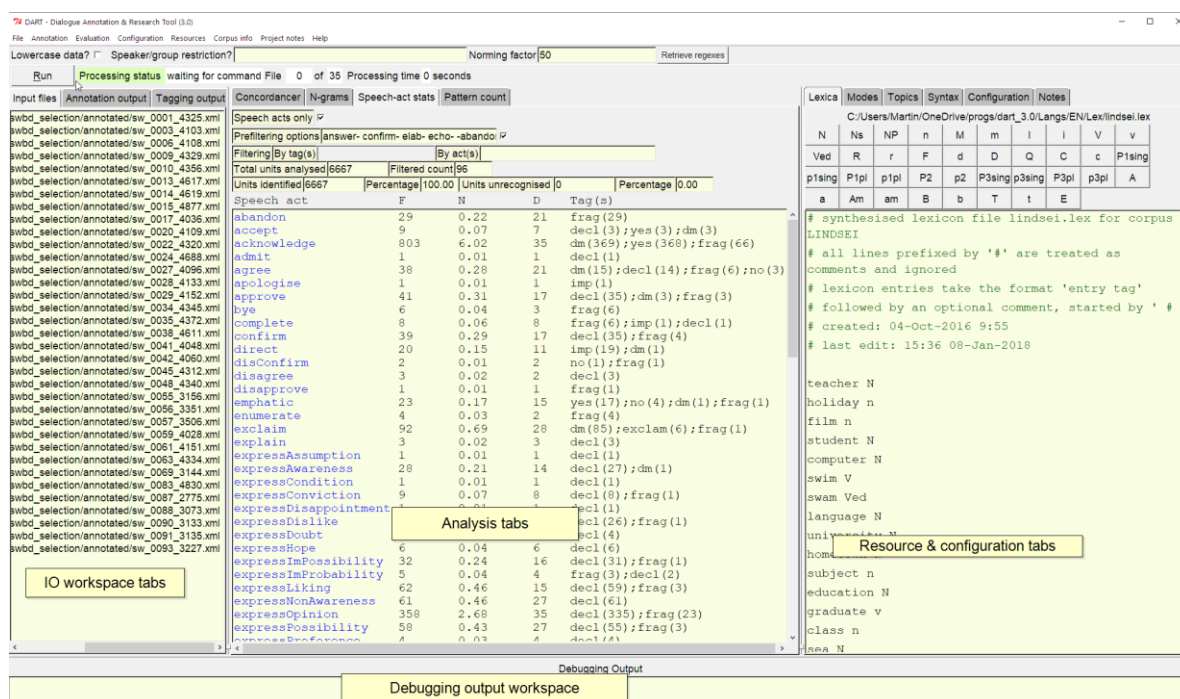 DART - Dialogue Annotation & Research Tool (3.0)
File Annotation Evaluation Configuration Resources Corpus info Project notes Help
Lowercase data? Speaker/group restriction? Norming factor 50 Retrieve regexes
Run Processing status waiting for command File 0 of 35 Processing time 0 seconds
Input files Annotation output Tagging output
swbd_selection/annotated/sw_0001_4325.xml
swbd_selection/annotated/sw_0003_4103.xml
swbd_selection/annotated/sw_0006_4108.xml
swbd_selection/annotated/sw_0009_4329.xml
swbd_selection/annotated/sw_0010_4356.xml
swbd_selection/annotated/sw_0013_4617.xml
swbd_selection/annotated/sw_0014_4619.xml
swbd_selection/annotated/sw_0015_4877.xml
swbd_selection/annotated/sw_0017_4036.xml
swbd_selection/annotated/sw_0020_4109.xml
swbd_selection/annotated/sw_0022_4320.xml
swbd_selection/annotated/sw_0024_4688.xml
swbd_selection/annotated/sw_0027_4096.xml
swbd_selection/annotated/sw_0028_4133.xml
swbd_selection/annotated/sw_0029_4152.xml
swbd_selection/annotated/sw_0034_4345.xml
swbd_selection/annotated/sw_0035_4372.xml
swbd_selection/annotated/sw_0038_4611.xml
swbd_selection/annotated/sw_0041_4048.xml
swbd_selection/annotated/sw_0042_4060.xml
swbd_selection/annotated/sw_0045_4312.xml
swbd_selection/annotated/sw_0048_4340.xml
swbd_selection/annotated/sw_0055_3156.xml
swbd_selection/annotated/sw_0056_3351.xml
swbd_selection/annotated/sw_0057_3506.xml
swbd_selection/annotated/sw_0059_4028.xml
swbd_selection/annotated/sw_0061_4151.xml
swbd_selection/annotated/sw_0063_4334.xml
swbd_selection/annotated/sw_0069_3144.xml
swbd_selection/annotated/sw_0083_4830.xml
swbd_selection/annotated/sw_0087_2775.xml
swbd_selection/annotated/sw_0088_3073.xml
swbd_selection/annotated/sw_0090_3133.xml
swbd_selection/annotated/sw_0091_3135.xml
swbd_selection/annotated/sw_0093_3227.xml
IO workspace tabs
Concordancer N-grams Speech-act stats Pattern count
Speech acts only
Prefiltering options answer- confirm- elab- echo- -abando
Filtering By tag(s) By act(s)
Total units analysed 6667 Filtered count 96
Units identified 6667 Percentage 100.00 Units unrecognised 0 Percentage 0.00
Speech act F N D Tag(s)
abandon 29 0.22 21 frag(29)
accept 9 0.07 7 decl(3);yes(3);dm(3)
acknowledge 803 6.02 35 dm(369);yes(368);frag(66)
admit 1 0.01 1 decl(1)
agree 38 0.28 21 dm(15);decl(14);frag(6);no(3)
apologise 1 0.01 1 imp(1)
approve 41 0.31 17 decl(35);dm(3);frag(3)
bye 6 0.04 3 frag(6)
complete 8 0.06 8 frag(6);imp(1);decl(1)
confirm 39 0.29 17 decl(35);frag(4)
direct 20 0.15 11 imp(19);dm(1)
disConfirm 2 0.01 2 no(1);frag(1)
disagree 3 0.02 2 decl(3)
disapprove 1 0.01 1 frag(1)
emphatic 23 0.17 15 yes(17);no(4);dm(1);frag(1)
enumerate 4 0.03 2 frag(4)
exclaim 92 0.69 28 dm(85);exclam(6);frag(1)
explain 3 0.02 3 decl(3)
expressAssumption 1 0.01 1 decl(1)
expressAwareness 28 0.21 14 decl(27);dm(1)
expressCondition 1 0.01 1 decl(1)
expressConviction 9 0.07 8 decl(8);frag(1)
expressDisappointment decl(1)
expressDislike ecl(26);frag(1)
expressDoubt ecl(4)
expressHope 6 0.04 6 decl(6)
expressImPossibility 32 0.24 16 decl(31);frag(1)
expressImProbability 5 0.04 4 frag(3);decl(2)
expressLiking 62 0.46 15 decl(59);frag(3)
expressNonAwareness 61 0.46 27 decl(61)
expressOpinion 358 2.68 35 decl(335);frag(23)
expressPossibility 58 0.43 27 decl(55);frag(3)
expressPreference 4 0.03 4 decl(4)
Analysis tabs
Lexica Modes Topics Syntax Configuration Notes
C:/Users/Martin/OneDrive/progs/dart_3.0/Langs/EN/Lex/lindsei.lex
N Ns NP n M m I i V v
Ved R r F d D Q C c P1sing
p1sing P1pl p1pl P2 p2 P3sing p3sing P3pl p3pl A
a Am am B b T t E
# synthesised lexicon file lindsei.lex for corpus
LINDSEI
# all lines prefixed by '#' are treated as
comments and ignored
# lexicon entries take the format 'entry tag'
# followed by an optional comment, started by ' #
# created: 04-Oct-2016 9:55
# last edit: 15:36 08-Jan-2018
teacher N
holiday n
film n
student N
computer N
swim V
swam Ved
language N
Resource & configuration tabs
subject n
education N
graduate v
class n
sea N
Debugging Output
Debugging output workspace